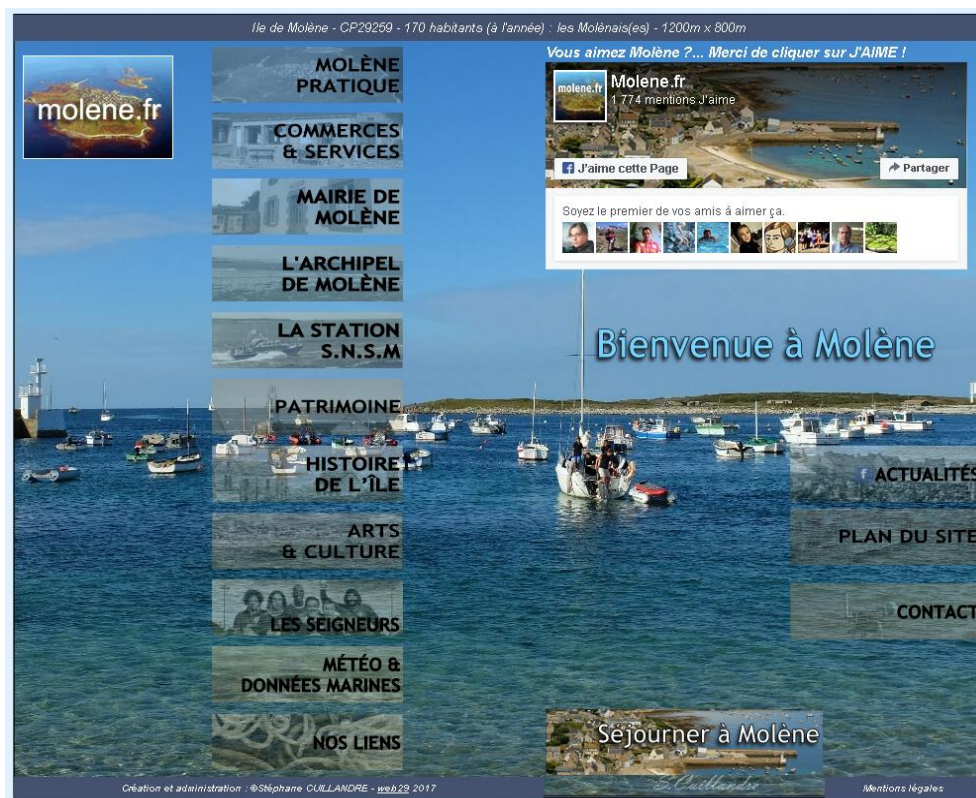 Ile de Molène - CP29259 - 170 habitants (à l'année) : les Molènais(es) - 1200m x 800m
molene.fr
MOLÈNE
PRATIQUE
COMMERCES
& SERVICES
MAIRIE DE
MOLÈNE
L'ARCHIPEL
DE MOLÈNE
LA STATION
S.N.S.M
PATRIMOINE
HISTOIRE
DE L'ÎLE
ARTS
& CULTURE
LES SEIGNEURS
MÉTÉO &
DONNÉES MARINES
NOS LIENS
Vous aimez Molène ?... Merci de cliquer sur J'AIME !
molene.fr
Molene.fr
1 774 mentions J'aime
J'aime cette Page
Partager
Soyez le premier de vos amis à aimer ça.
Bienvenue à Molène
ACTUALITÉS
PLAN DU SITE
CONTACT
Séjourner à Molène
S. Cuillandre
Création et administration : ©Stéphane CUILLANDRE - web29 2017
Mentions légales